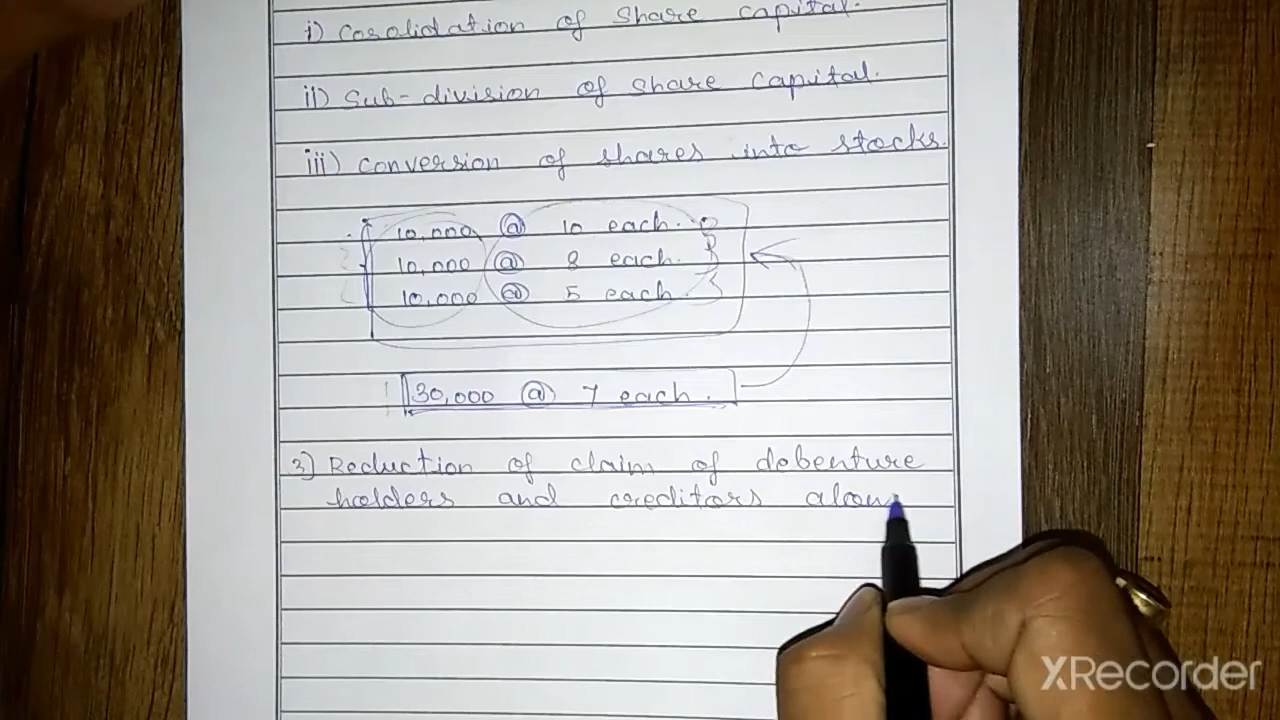 i) Cosolidation of share capital.
ii) Sub-division of share capital.
iii) Conversion of shares into stocks.
10,000 @ 10 each.
10,000 @ 8 each.
10,000 @ 5 each.
30,000 @ 7 each.
3) Reduction of claim of debenture
holders and creditors alon
XRecorder